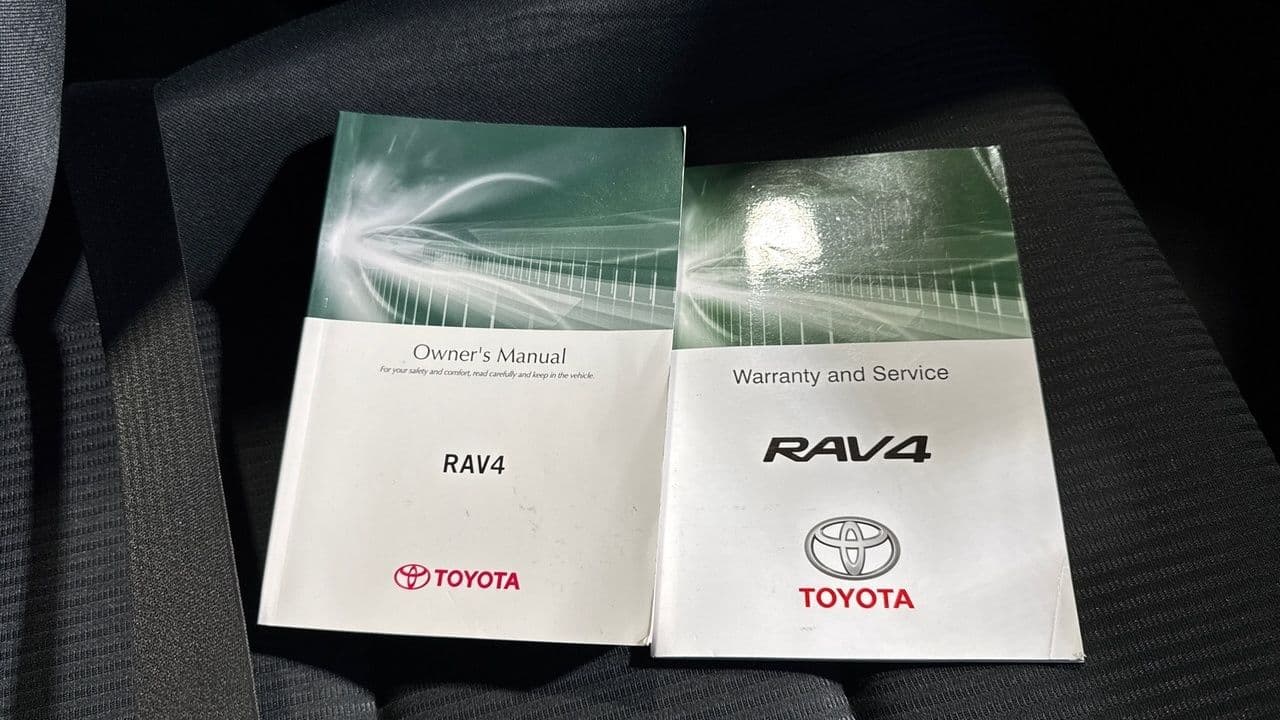 Owner's Manual
For your safety and comfort, read carefully and keep in the vehicle.
RAV4
TOYOTA
Warranty and Service
RAV4
TOYOTA